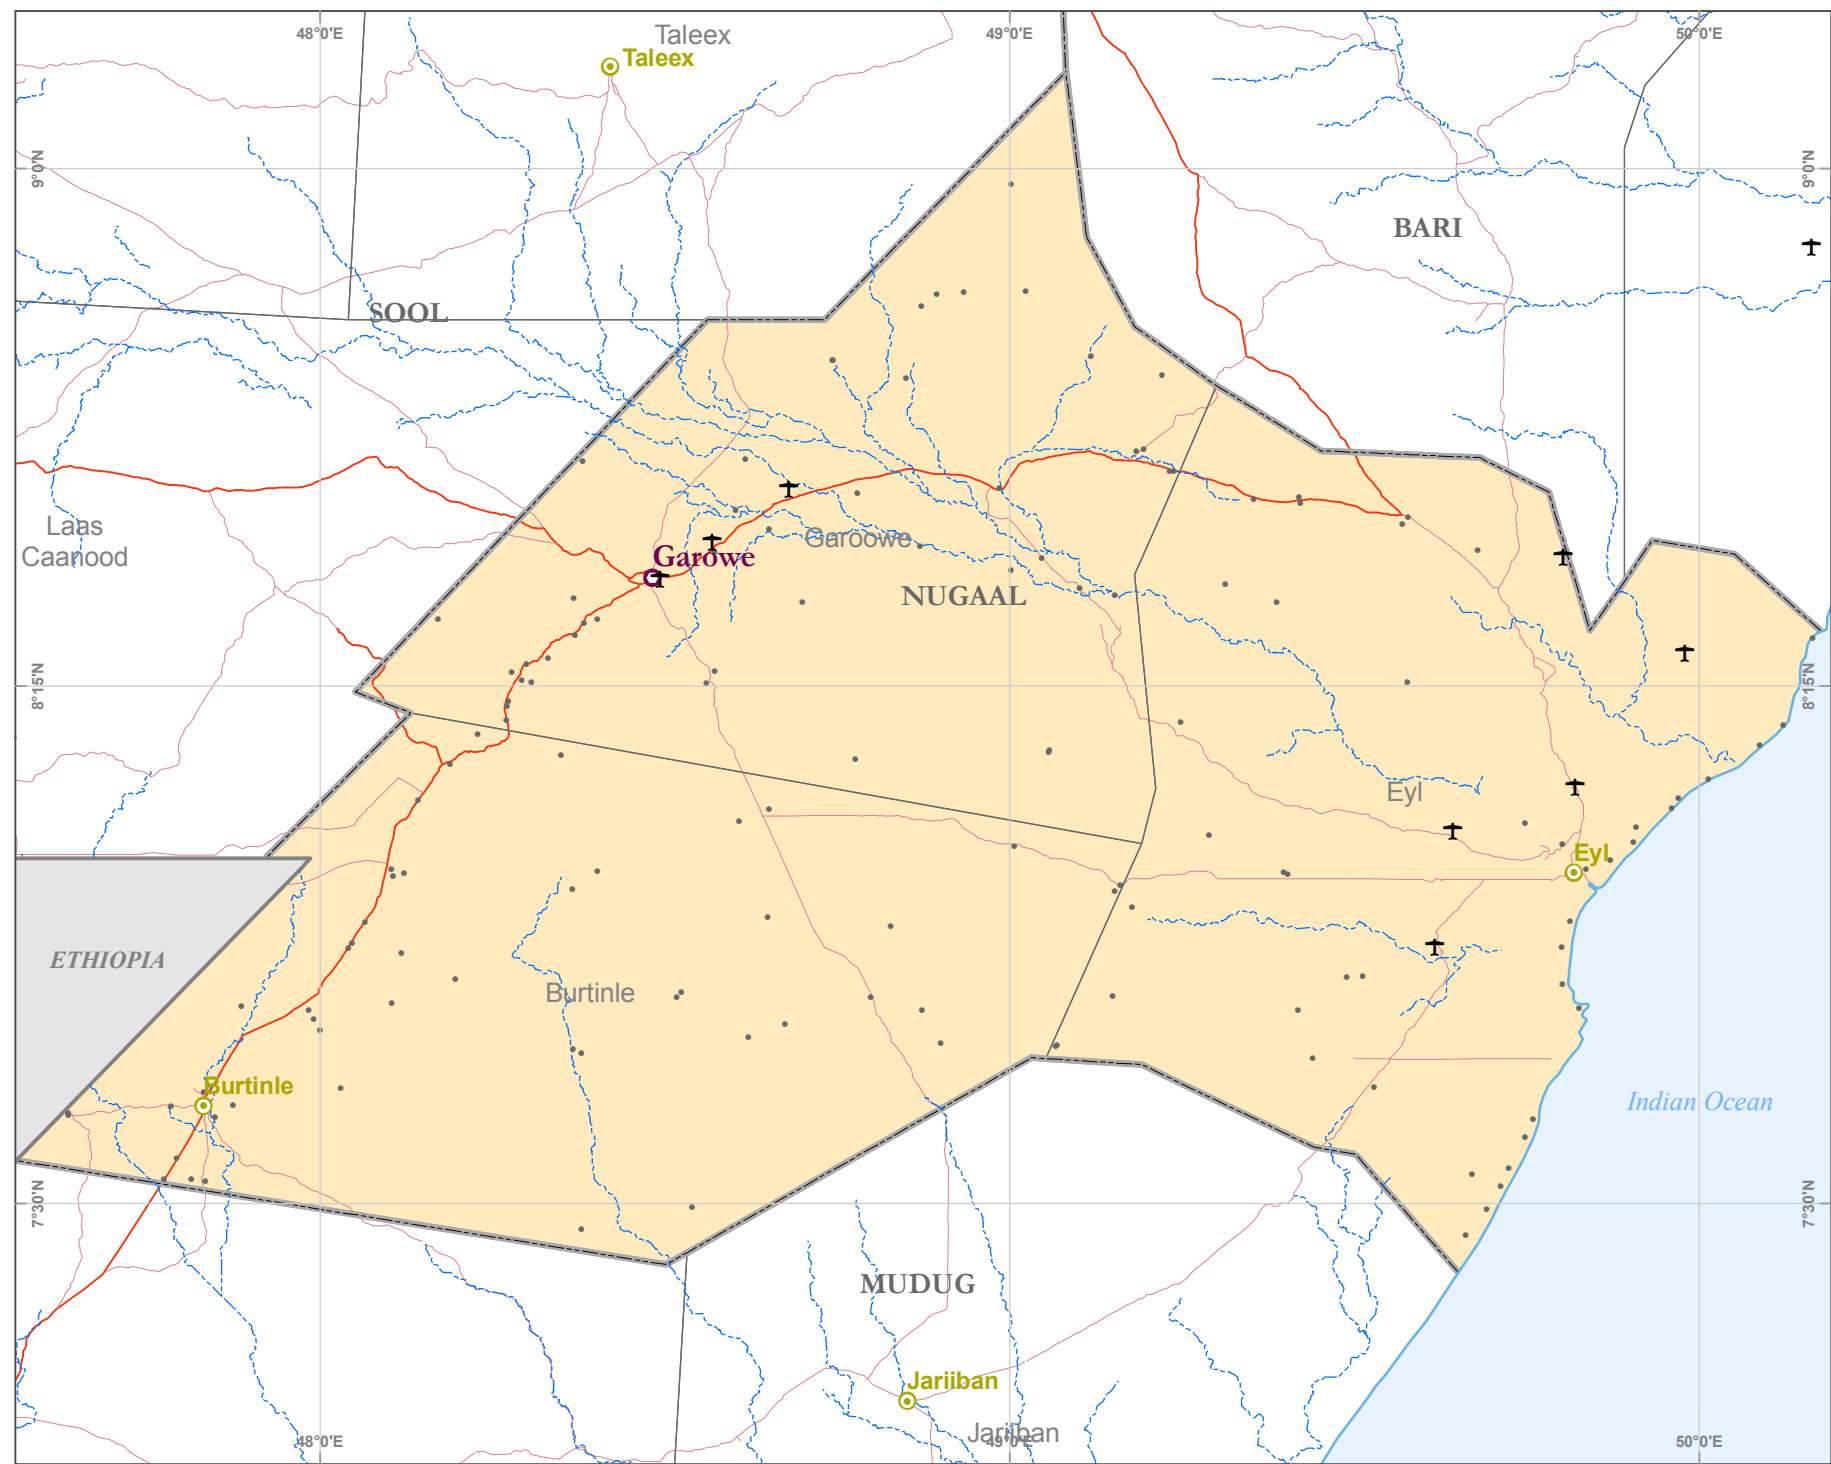 48°0'E
Taleex
49°0'E
50°0'E
Taleex
9°0'N
9°0'N
BARI
SOOL
Laas
Caanood
Garoowe
Garowe
NUGAAL
8°15'N
8°15'N
Eyl
Eyl
ETHIOPIA
Burtinle
Burtinle
Indian Ocean
7°30'N
7°30'N
MUDUG
Jariiban
Jariiban
48°0'E
49°0'E
50°0'E